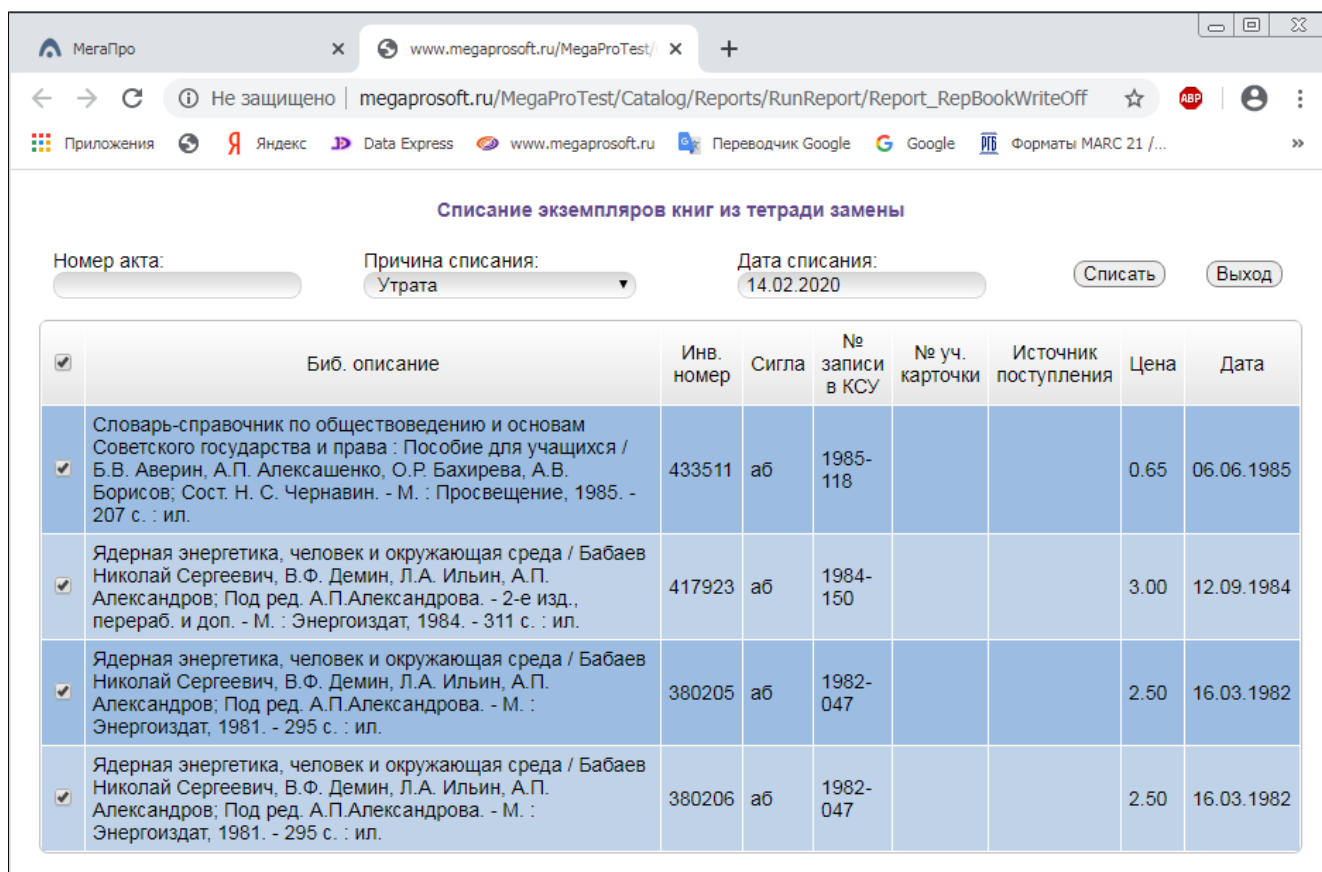 МегаПро
www.megaprosoft.ru/MegaProTest/
Не защищено | megaprosoft.ru/MegaProTest/Catalog/Reports/RunReport/Report_RepBookWriteOff
ABP
Приложения Яндекс Data Express www.megaprosoft.ru Переводчик Google Google РГБ Форматы MARC 21 /... »
Списание экземпляров книг из тетради замены
Номер акта: Причина списания: Дата списания:
Утрата 14.02.2020 Списать Выход
Биб. описание Инв. номер Сигла № записи в КСУ № уч. карточки Источник поступления Цена Дата
Словарь-справочник по обществоведению и основам
Советского государства и права : Пособие для учащихся /
Б.В. Аверин, А.П. Алексашенко, О.Р. Бахирева, А.В.
Борисов; Сост. Н. С. Чернавин. - М. : Просвещение, 1985. -
207 с. : ил.
433511 аб 1985-118 0.65 06.06.1985
Ядерная энергетика, человек и окружающая среда / Бабаев
Николай Сергеевич, В.Ф. Демин, Л.А. Ильин, А.П.
Александров; Под ред. А.П.Александрова. - 2-е изд.,
перераб. и доп. - М. : Энергоиздат, 1984. - 311 с. : ил.
417923 аб 1984-150 3.00 12.09.1984
Ядерная энергетика, человек и окружающая среда / Бабаев
Николай Сергеевич, В.Ф. Демин, Л.А. Ильин, А.П.
Александров; Под ред. А.П.Александрова. - М. :
Энергоиздат, 1981. - 295 с. : ил.
380205 аб 1982-047 2.50 16.03.1982
Ядерная энергетика, человек и окружающая среда / Бабаев
Николай Сергеевич, В.Ф. Демин, Л.А. Ильин, А.П.
Александров; Под ред. А.П.Александрова. - М. :
Энергоиздат, 1981. - 295 с. : ил.
380206 аб 1982-047 2.50 16.03.1982